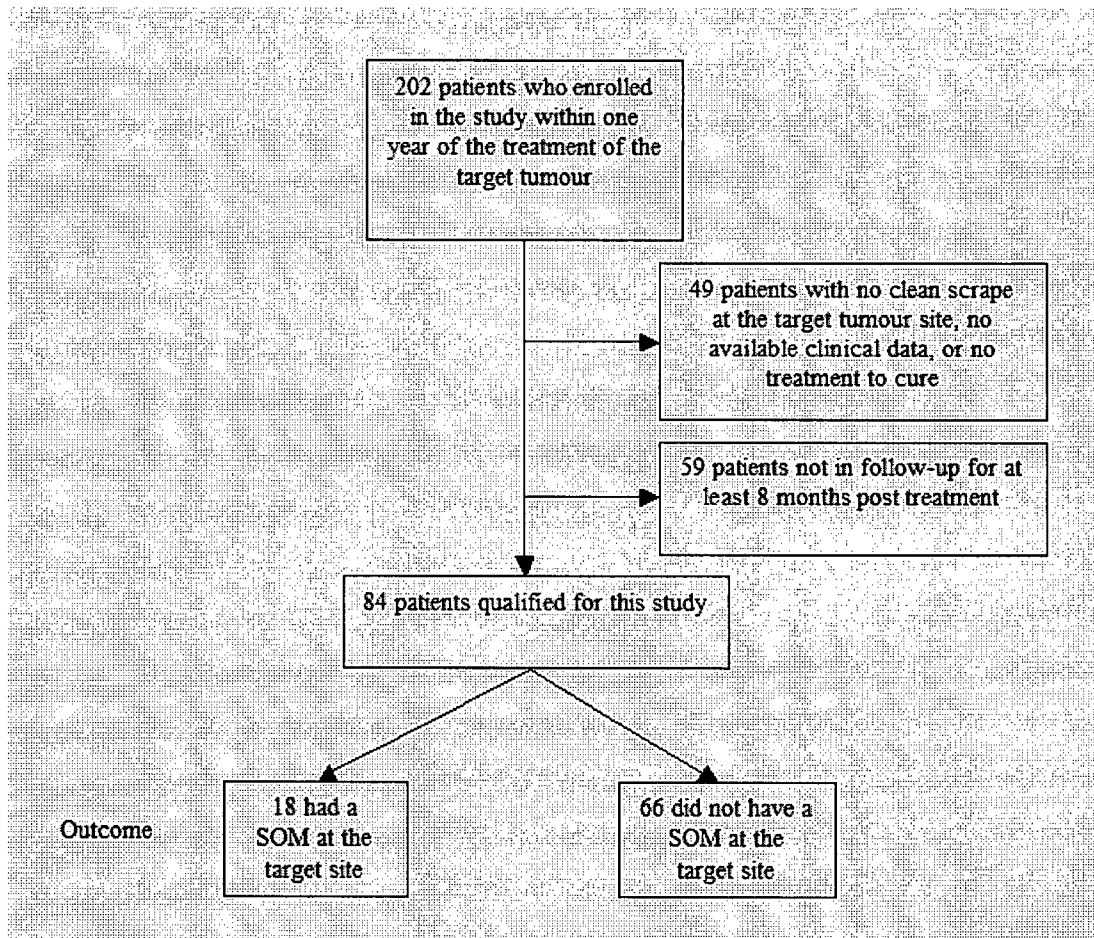 202 patients who enrolled
in the study within one
year of the treatment of the
target tumour
49 patients with no clean scrape
at the target tumour site, no
available clinical data, or no
treatment to cure
59 patients not in follow-up for at
least 8 months post treatment
84 patients qualified for this study
Outcome
18 had a
SOM at the
target site
66 did not have a
SOM at the
target site